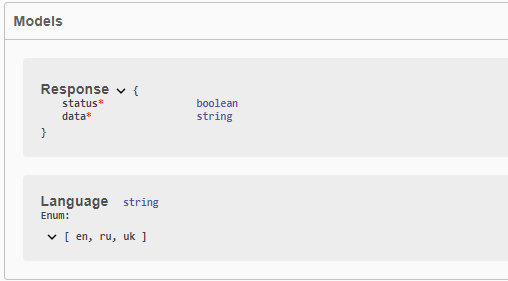 Models
Response {
status* boolean
data* string
}
Language string
Enum:
[ en, ru, uk ]